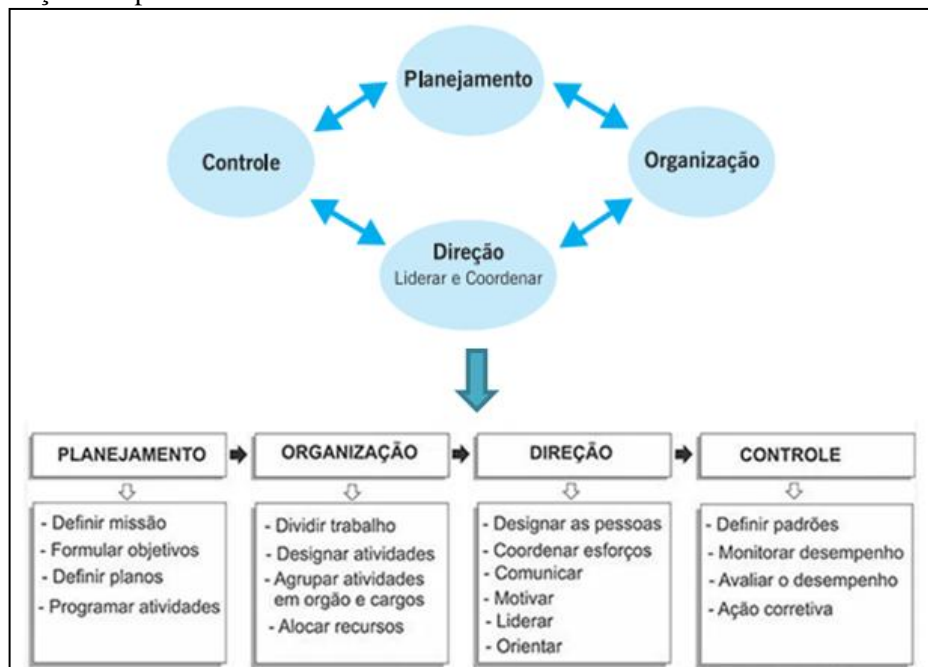 Planejamento
Controle
Organização
Direção
Liderar e Coordenar
PLANEJAMENTO
ORGANIZAÇÃO
DIREÇÃO
CONTROLE
- Definir missão
- Formular objetivos
- Definir planos
- Programar atividades
- Dividir trabalho
- Designar atividades
- Agrupar atividades
em orgão e cargos
- Alocar recursos
- Designar as pessoas
- Coordenar esforços
- Comunicar
- Motivar
- Liderar
- Orientar
- Definir padrões
- Monitorar desempenho
- Avaliar o desempenho
- Ação corretiva